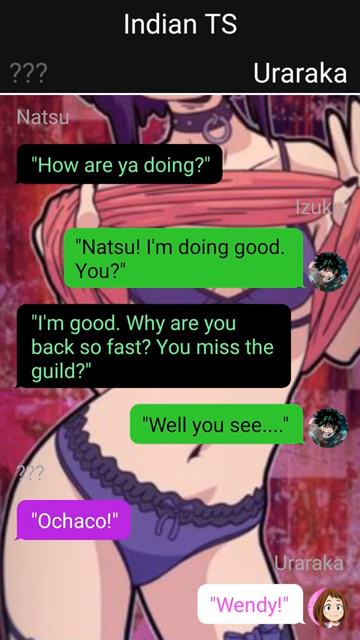 Indian TS
???
Uraraka
Natsu
"How are ya doing?"
Izuku
"Natsu! I'm doing good.
You?"
"I'm good. Why are you
back so fast? You miss the
guild?"
"Well you see...."
???
"Ochaco!"
Uraraka
"Wendy!"